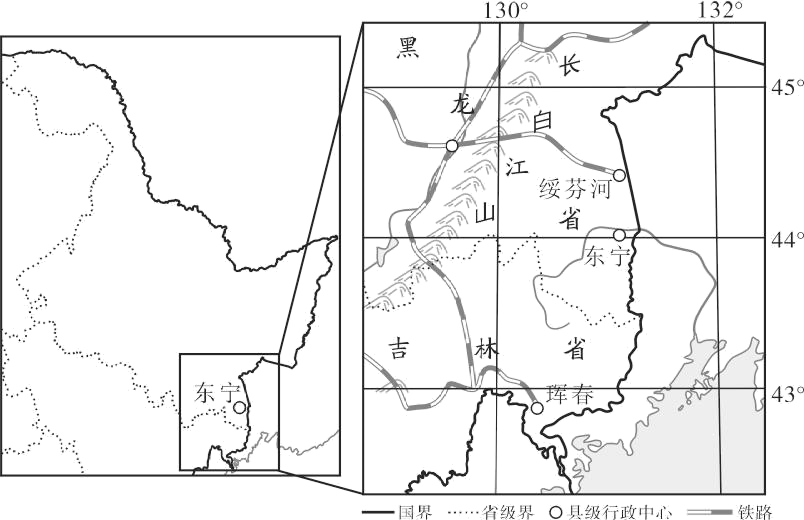 130° 132°
黑
长
45°
龙
白
江
绥芬河
山
省
44°
东宁
吉 林 省
东宁
珲春
43°
国界 省级界 县级行政中心 铁路